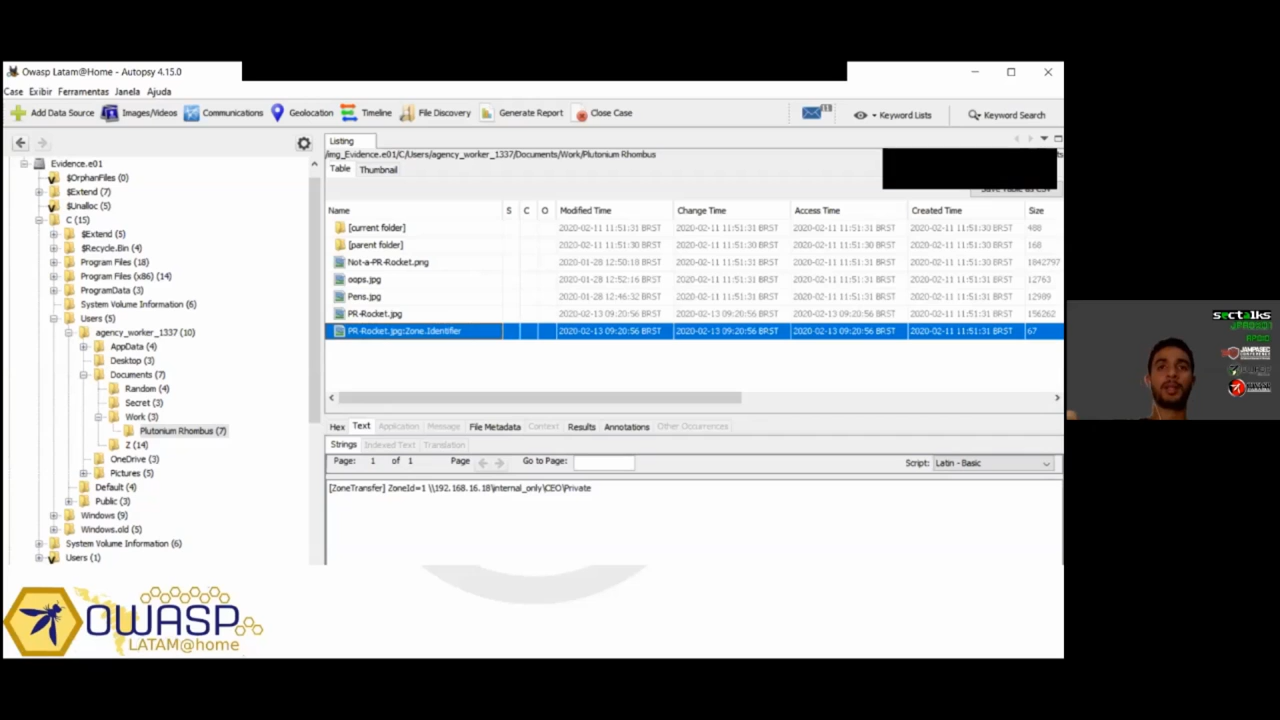 Owasp Latam@Home - Autopsy 4.15.0
Case Exibir Ferramentas Janela Ajuda
Add Data Source Images/Videos Communications Geolocation Timeline File Discovery Generate Report Close Case Keyword Lists Keyword Search
Evidence.e01
$OrphanFiles (0)
$Extend (7)
$Unalloc (5)
C (15)
$Extend (5)
$Recycle.Bin (4)
Program Files (18)
Program Files (x86) (14)
ProgramData (3)
System Volume Information (6)
Users (5)
agency_worker_1337 (10)
AppData (4)
Desktop (3)
Documents (7)
Random (4)
Secret (3)
Work (3)
Plutonium Rhombus (7)
Z (14)
OneDrive (3)
Pictures (5)
Default (4)
Public (3)
Windows (9)
Windows.old (5)
System Volume Information (6)
Users (1)
Listing
/img_Evidence.e01/C/Users/agency_worker_1337/Documents/Work/Plutonium Rhombus
Table Thumbnail
Save Table as CSV
Name S C O Modified Time Change Time Access Time Created Time Size
[current folder] 2020-02-11 11:51:31 BRST 2020-02-11 11:51:31 BRST 2020-02-11 11:51:31 BRST 2020-02-11 11:51:30 BRST 488
[parent folder] 2020-02-11 11:51:30 BRST 2020-02-11 11:51:30 BRST 2020-02-11 11:51:30 BRST 2020-02-11 11:51:30 BRST 168
Not-a-PR-Rocket.png 2020-01-28 12:50:18 BRST 2020-02-11 11:51:31 BRST 2020-02-11 11:51:31 BRST 2020-02-11 11:51:30 BRST 1842797
oops.jpg 2020-01-28 12:52:16 BRST 2020-02-11 11:51:31 BRST 2020-02-11 11:51:31 BRST 2020-02-11 11:51:31 BRST 12763
Pens.jpg 2020-01-28 12:46:32 BRST 2020-02-11 11:51:31 BRST 2020-02-11 11:51:31 BRST 2020-02-11 11:51:31 BRST 12989
PR-Rocket.jpg 2020-02-13 09:20:56 BRST 2020-02-13 09:20:56 BRST 2020-02-13 09:20:56 BRST 2020-02-11 11:51:31 BRST 156262
PR-Rocket.jpg:Zone.Identifier 2020-02-13 09:20:56 BRST 2020-02-13 09:20:56 BRST 2020-02-13 09:20:56 BRST 2020-02-11 11:51:31 BRST 67
Hex Text Application Message File Metadata Context Results Annotations Other Occurrences
Strings Indexed Text Translation
Page: 1 of 1 Page Go to Page: Script: Latin - Basic
[ZoneTransfer] ZoneId=1 \\192.168.16.18\internal_only\CEO\Private
OWASP
LATAM@home
sectalks